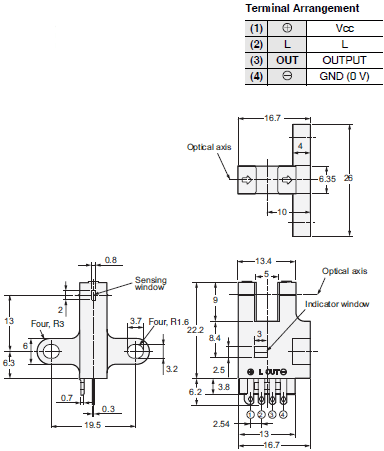 Terminal Arrangement
(1) ⊕ Vcc
(2) L L
(3) OUT OUTPUT
(4) ⊖ GND (0 V)
16.7
Optical axis
4
6.35
26
10
0.8
Sensing
window
2
13
Four, R3
6
3.7
Four, R1.6
6.3
3.2
0.7
0.3
19.5
13.4
5
Optical axis
9
Indicator window
22.2
3
8.4
2.5
⊕ L OUT ⊖
6.2
3.8
① ② ③ ④
2.54
13
16.7